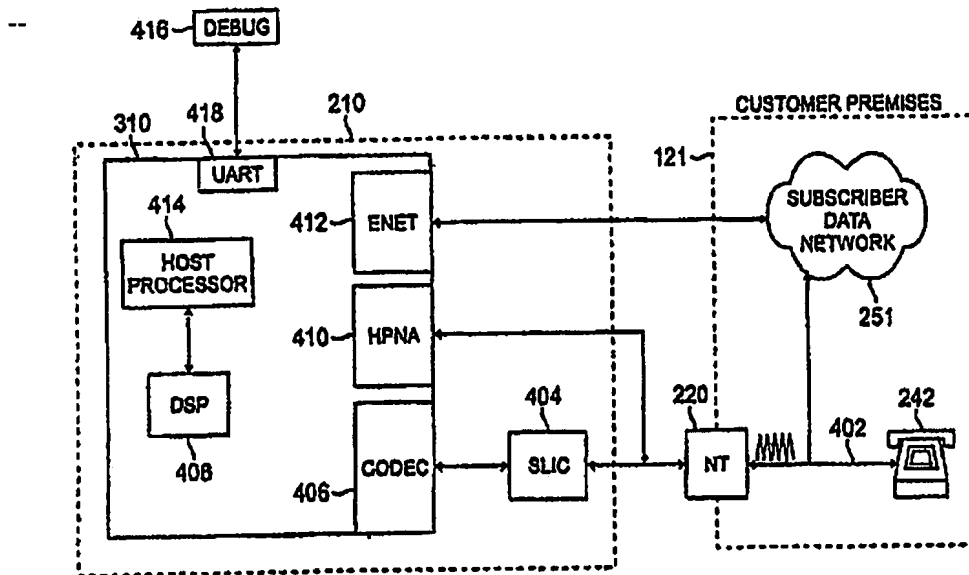 --
416
DEBUG
418
210
310
UART
CUSTOMER PREMISES
121
414
HOST
PROCESSOR
412
ENET
SUBSCRIBER
DATA
NETWORK
251
410
HPNA
DSP
408
404
220
242
406
CODEC
SLIC
NT
402